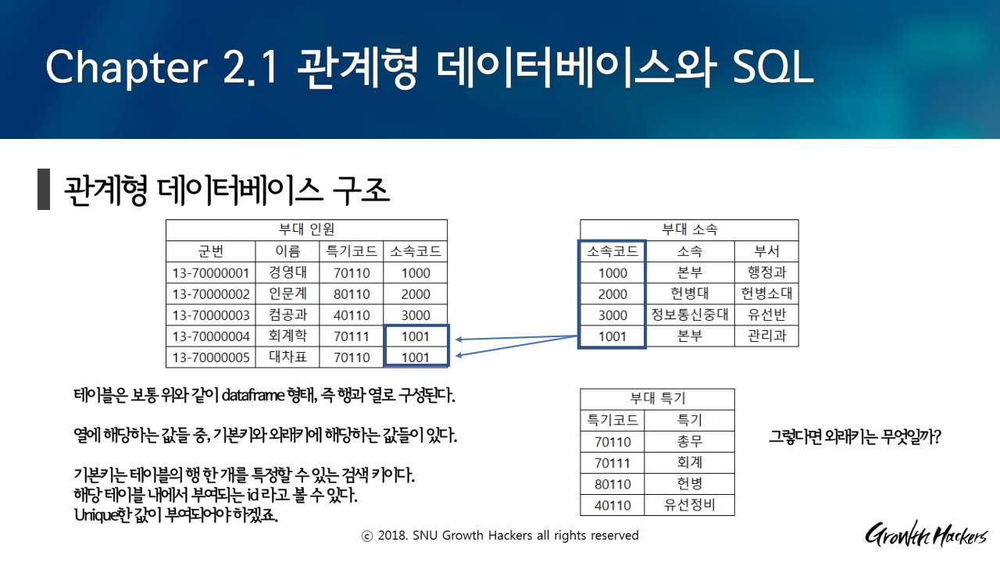 Chapter 2.1 관계형 데이터베이스와 SQL
관계형 데이터베이스 구조
부대 인원
군번 이름 특기코드 소속코드
13-70000001 경영대 70110 1000
13-70000002 인문계 80110 2000
13-70000003 컴공과 40110 3000
13-70000004 회계학 70111 1001
13-70000005 대차표 70110 1001
부대 소속
소속코드 소속 부서
1000 본부 행정과
2000 헌병대 헌병소대
3000 정보통신중대 유선반
1001 본부 관리과
테이블은 보통 위와 같이 dataframe 형태, 즉 행과 열로 구성된다.
열에 해당하는 값들 중, 기본키와 외래키에 해당하는 값들이 있다.
기본키는 테이블의 행 한 개를 특정할 수 있는 검색 키이다.
해당 테이블 내에서 부여되는 id 라고 볼 수 있다.
Unique한 값이 부여되어야 하겠죠.
부대 특기
특기코드 특기
70110 총무
70111 회계
80110 헌병
40110 유선정비
그렇다면 외래키는 무엇일까?
ⓒ 2018. SNU Growth Hackers all rights reserved
Growth Hackers